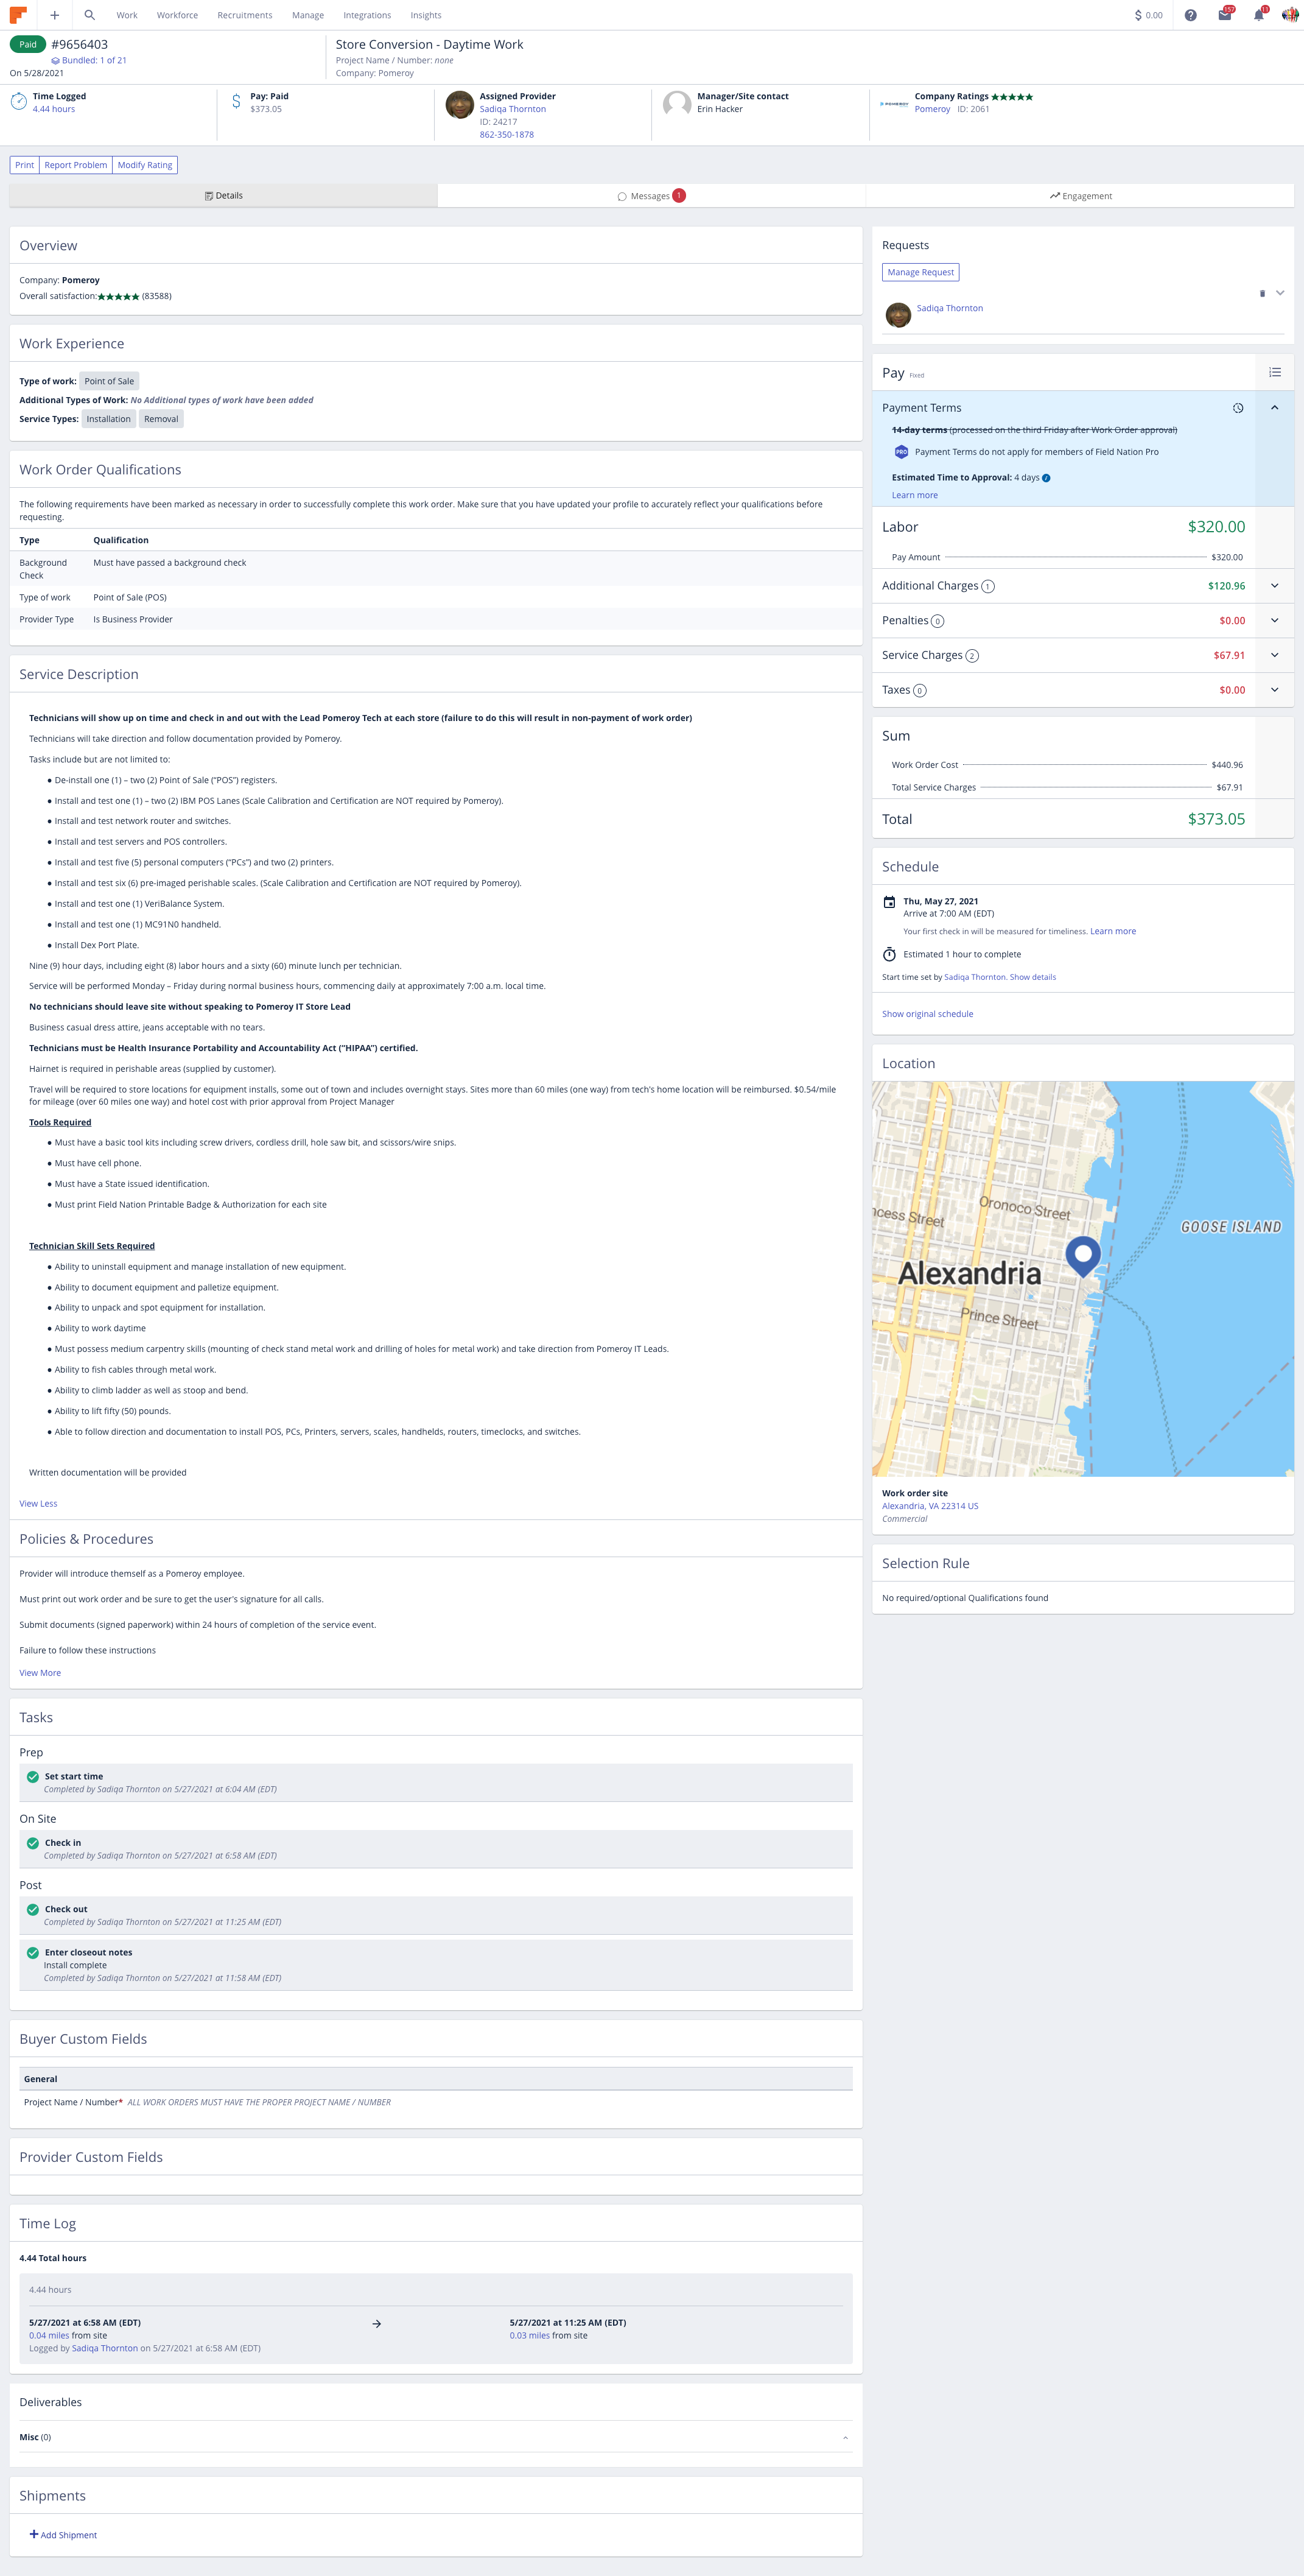 Work Workforce Recruitments Manage Integrations Insights
$ 0.00 157 11
Paid #9656403
Bundled: 1 of 21
On 5/28/2021
Store Conversion - Daytime Work
Project Name / Number: none
Company: Pomeroy
Time Logged
4.44 hours
Pay: Paid
$373.05
Assigned Provider
Sadiqa Thornton
ID: 24217
862-350-1878
Manager/Site contact
Erin Hacker
POMEROY
Company Ratings ★★★★★
Pomeroy ID: 2061
Print Report Problem Modify Rating
Details Messages 1 Engagement
Overview
Company: Pomeroy
Overall satisfaction:★★★★★ (83588)
Work Experience
Type of work: Point of Sale
Additional Types of Work: No Additional types of work have been added
Service Types: Installation Removal
Work Order Qualifications
The following requirements have been marked as necessary in order to successfully complete this work order. Make sure that you have updated your profile to accurately reflect your qualifications before
requesting.
Type Qualification
Background
Check
Must have passed a background check
Type of work Point of Sale (POS)
Provider Type Is Business Provider
Service Description
Technicians will show up on time and check in and out with the Lead Pomeroy Tech at each store (failure to do this will result in non-payment of work order)
Technicians will take direction and follow documentation provided by Pomeroy.
Tasks include but are not limited to:
● De-install one (1) – two (2) Point of Sale (“POS”) registers.
● Install and test one (1) – two (2) IBM POS Lanes (Scale Calibration and Certification are NOT required by Pomeroy).
● Install and test network router and switches.
● Install and test servers and POS controllers.
● Install and test five (5) personal computers (“PCs”) and two (2) printers.
● Install and test six (6) pre-imaged perishable scales. (Scale Calibration and Certification are NOT required by Pomeroy).
● Install and test one (1) VeriBalance System.
● Install and test one (1) MC91N0 handheld.
● Install Dex Port Plate.
Nine (9) hour days, including eight (8) labor hours and a sixty (60) minute lunch per technician.
Service will be performed Monday – Friday during normal business hours, commencing daily at approximately 7:00 a.m. local time.
No technicians should leave site without speaking to Pomeroy IT Store Lead
Business casual dress attire, jeans acceptable with no tears.
Technicians must be Health Insurance Portability and Accountability Act (“HIPAA”) certified.
Hairnet is required in perishable areas (supplied by customer).
Travel will be required to store locations for equipment installs, some out of town and includes overnight stays. Sites more than 60 miles (one way) from tech's home location will be reimbursed. $0.54/mile
for mileage (over 60 miles one way) and hotel cost with prior approval from Project Manager
Tools Required
● Must have a basic tool kits including screw drivers, cordless drill, hole saw bit, and scissors/wire snips.
● Must have cell phone.
● Must have a State issued identification.
● Must print Field Nation Printable Badge & Authorization for each site
Technician Skill Sets Required
● Ability to uninstall equipment and manage installation of new equipment.
● Ability to document equipment and palletize equipment.
● Ability to unpack and spot equipment for installation.
● Ability to work daytime
● Must possess medium carpentry skills (mounting of check stand metal work and drilling of holes for metal work) and take direction from Pomeroy IT Leads.
● Ability to fish cables through metal work.
● Ability to climb ladder as well as stoop and bend.
● Ability to lift fifty (50) pounds.
● Able to follow direction and documentation to install POS, PCs, Printers, servers, scales, handhelds, routers, timeclocks, and switches.
Written documentation will be provided
View Less
Policies & Procedures
Provider will introduce themself as a Pomeroy employee.
Must print out work order and be sure to get the user's signature for all calls.
Submit documents (signed paperwork) within 24 hours of completion of the service event.
Failure to follow these instructions
View More
Tasks
Prep
Set start time
Completed by Sadiqa Thornton on 5/27/2021 at 6:04 AM (EDT)
On Site
Check in
Completed by Sadiqa Thornton on 5/27/2021 at 6:58 AM (EDT)
Post
Check out
Completed by Sadiqa Thornton on 5/27/2021 at 11:25 AM (EDT)
Enter closeout notes
Install complete
Completed by Sadiqa Thornton on 5/27/2021 at 11:58 AM (EDT)
Buyer Custom Fields
General
Project Name / Number* ALL WORK ORDERS MUST HAVE THE PROPER PROJECT NAME / NUMBER
Provider Custom Fields
Time Log
4.44 Total hours
4.44 hours
5/27/2021 at 6:58 AM (EDT)
0.04 miles from site
Logged by Sadiqa Thornton on 5/27/2021 at 6:58 AM (EDT)
5/27/2021 at 11:25 AM (EDT)
0.03 miles from site
Deliverables
Misc (0)
Shipments
Add Shipment
Requests
Manage Request
Sadiqa Thornton
Pay Fixed
Payment Terms
14-day terms (processed on the third Friday after Work Order approval)
PRO Payment Terms do not apply for members of Field Nation Pro
Estimated Time to Approval: 4 days
Learn more
Labor $320.00
Pay Amount $320.00
Additional Charges 1 $120.96
Penalties 0 $0.00
Service Charges 2 $67.91
Taxes 0 $0.00
Sum
Work Order Cost $440.96
Total Service Charges $67.91
Total $373.05
Schedule
Thu, May 27, 2021
Arrive at 7:00 AM (EDT)
Your first check in will be measured for timeliness. Learn more
Estimated 1 hour to complete
Start time set by Sadiqa Thornton. Show details
Show original schedule
Location
Oronoco Street
ncess Street
GOOSE ISLAND
Alexandria
Prince Street
Work order site
Alexandria, VA 22314 US
Commercial
Selection Rule
No required/optional Qualifications found